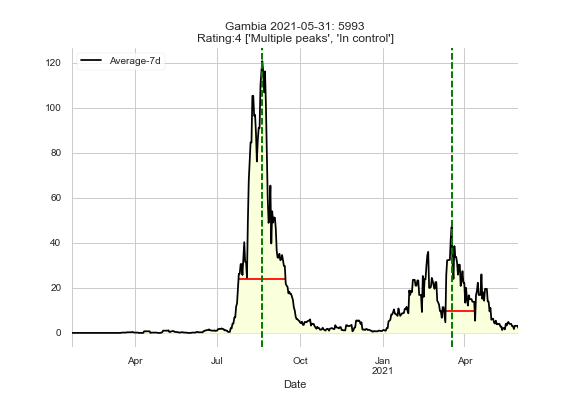 Gambia 2021-05-31: 5993
Rating:4 ['Multiple peaks', 'In control']
Average-7d
120
100
80
60
40
20
0
Apr Jul Oct Jan Apr
2021
Date